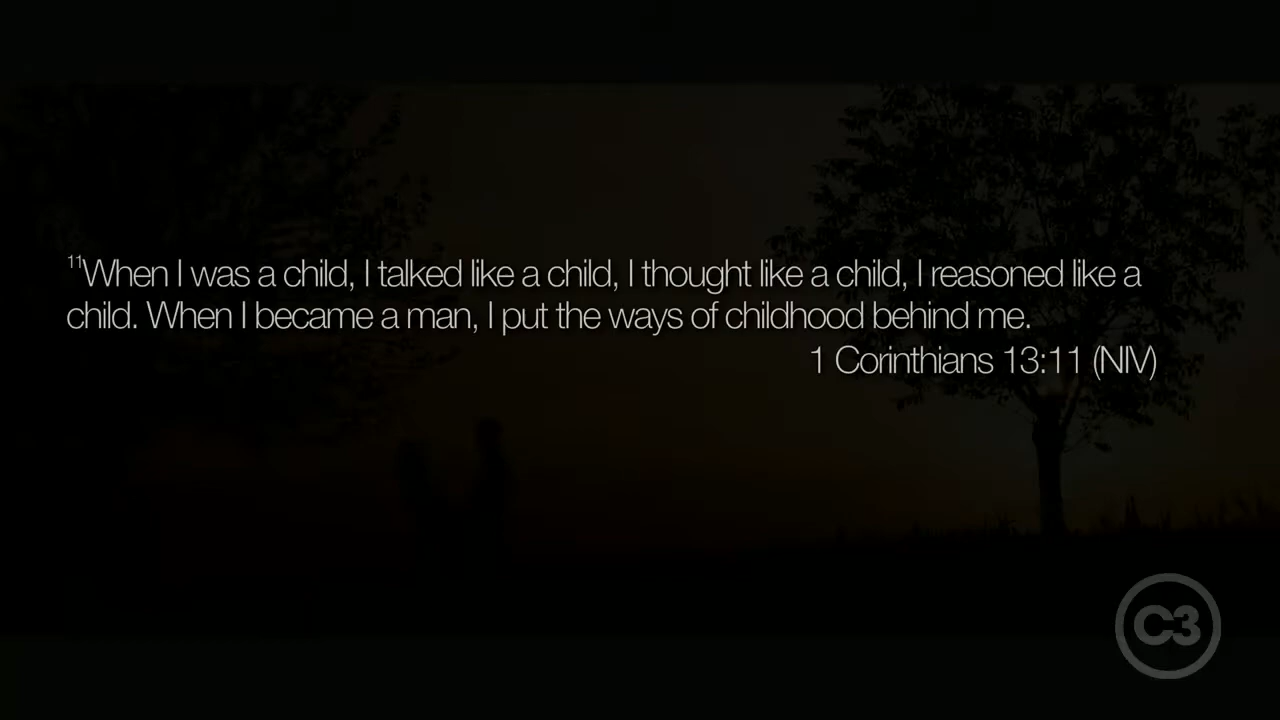 ¹¹When I was a child, I talked like a child, I thought like a child, I reasoned like a
child. When I became a man, I put the ways of childhood behind me.
1 Corinthians 13:11 (NIV)
C3